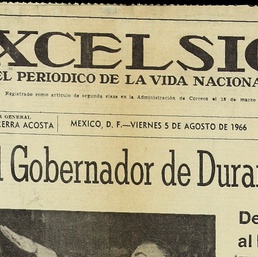 XCELSIO
EL PERIODICO DE LA VIDA NACIONA
Registrado como artículo de segunda clase en la Administración de Correos el 18 de marzo
GENERAL
ERRA ACOSTA
MEXICO, D. F.—VIERNES 5 DE AGOSTO DE 1966
l Gobernador de Dura
De
al